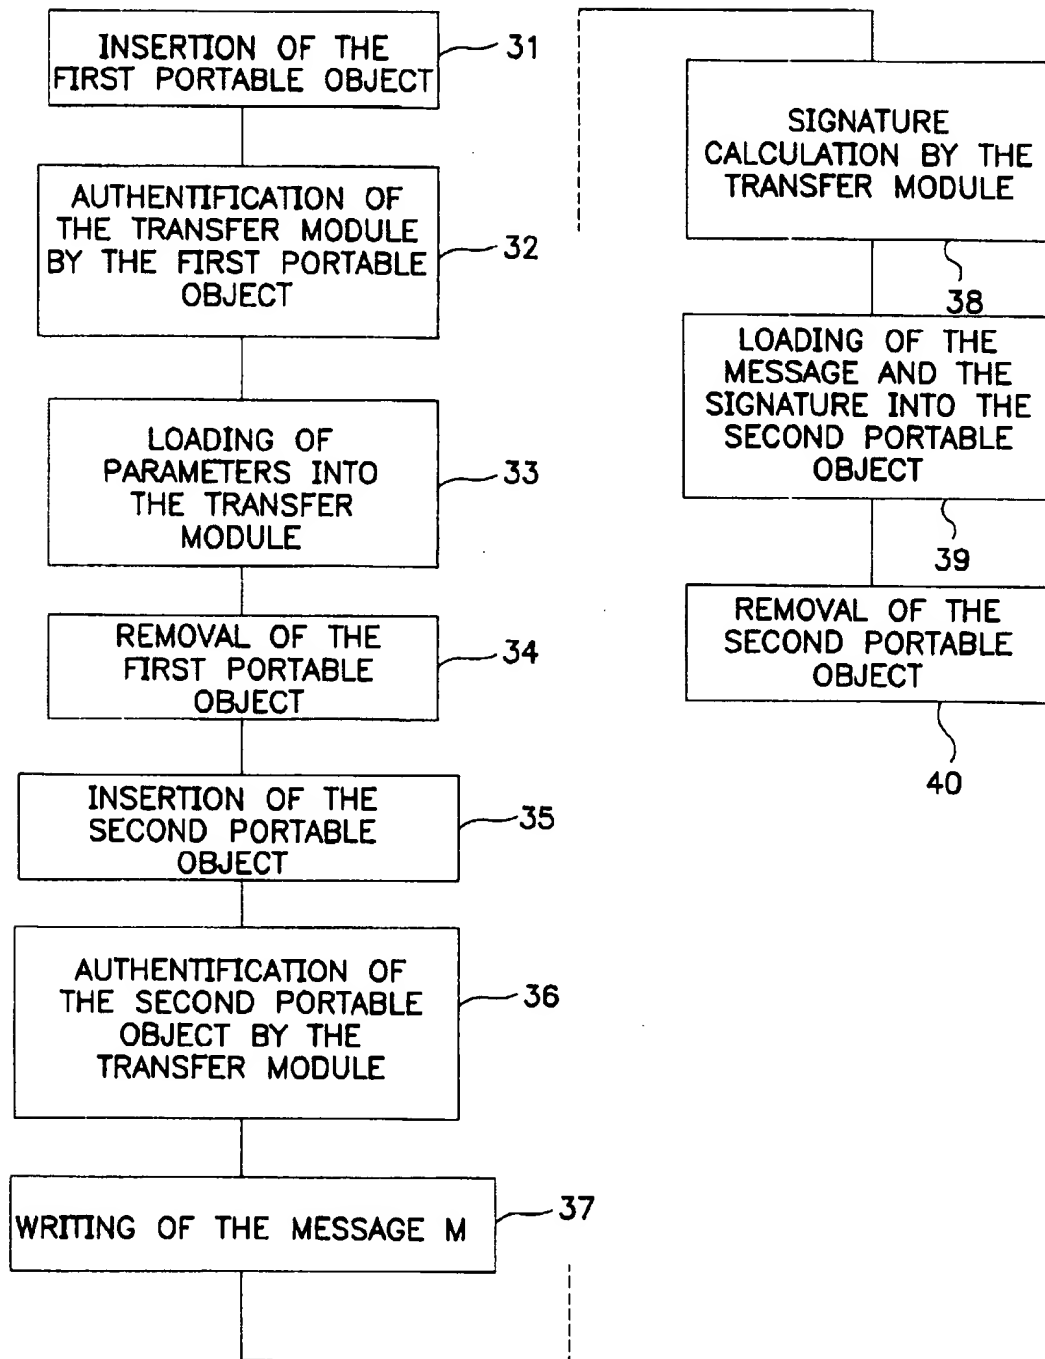 INSERTION OF THE
FIRST PORTABLE OBJECT
31
AUTHENTIFICATION OF
THE TRANSFER MODULE
BY THE FIRST PORTABLE
OBJECT
32
LOADING OF
PARAMETERS INTO
THE TRANSFER
MODULE
33
REMOVAL OF THE
FIRST PORTABLE
OBJECT
34
INSERTION OF THE
SECOND PORTABLE
OBJECT
35
AUTHENTIFICATION OF
THE SECOND PORTABLE
OBJECT BY THE
TRANSFER MODULE
36
WRITING OF THE MESSAGE M
37
SIGNATURE
CALCULATION BY THE
TRANSFER MODULE
38
LOADING OF THE
MESSAGE AND THE
SIGNATURE INTO THE
SECOND PORTABLE
OBJECT
39
REMOVAL OF THE
SECOND PORTABLE
OBJECT
40